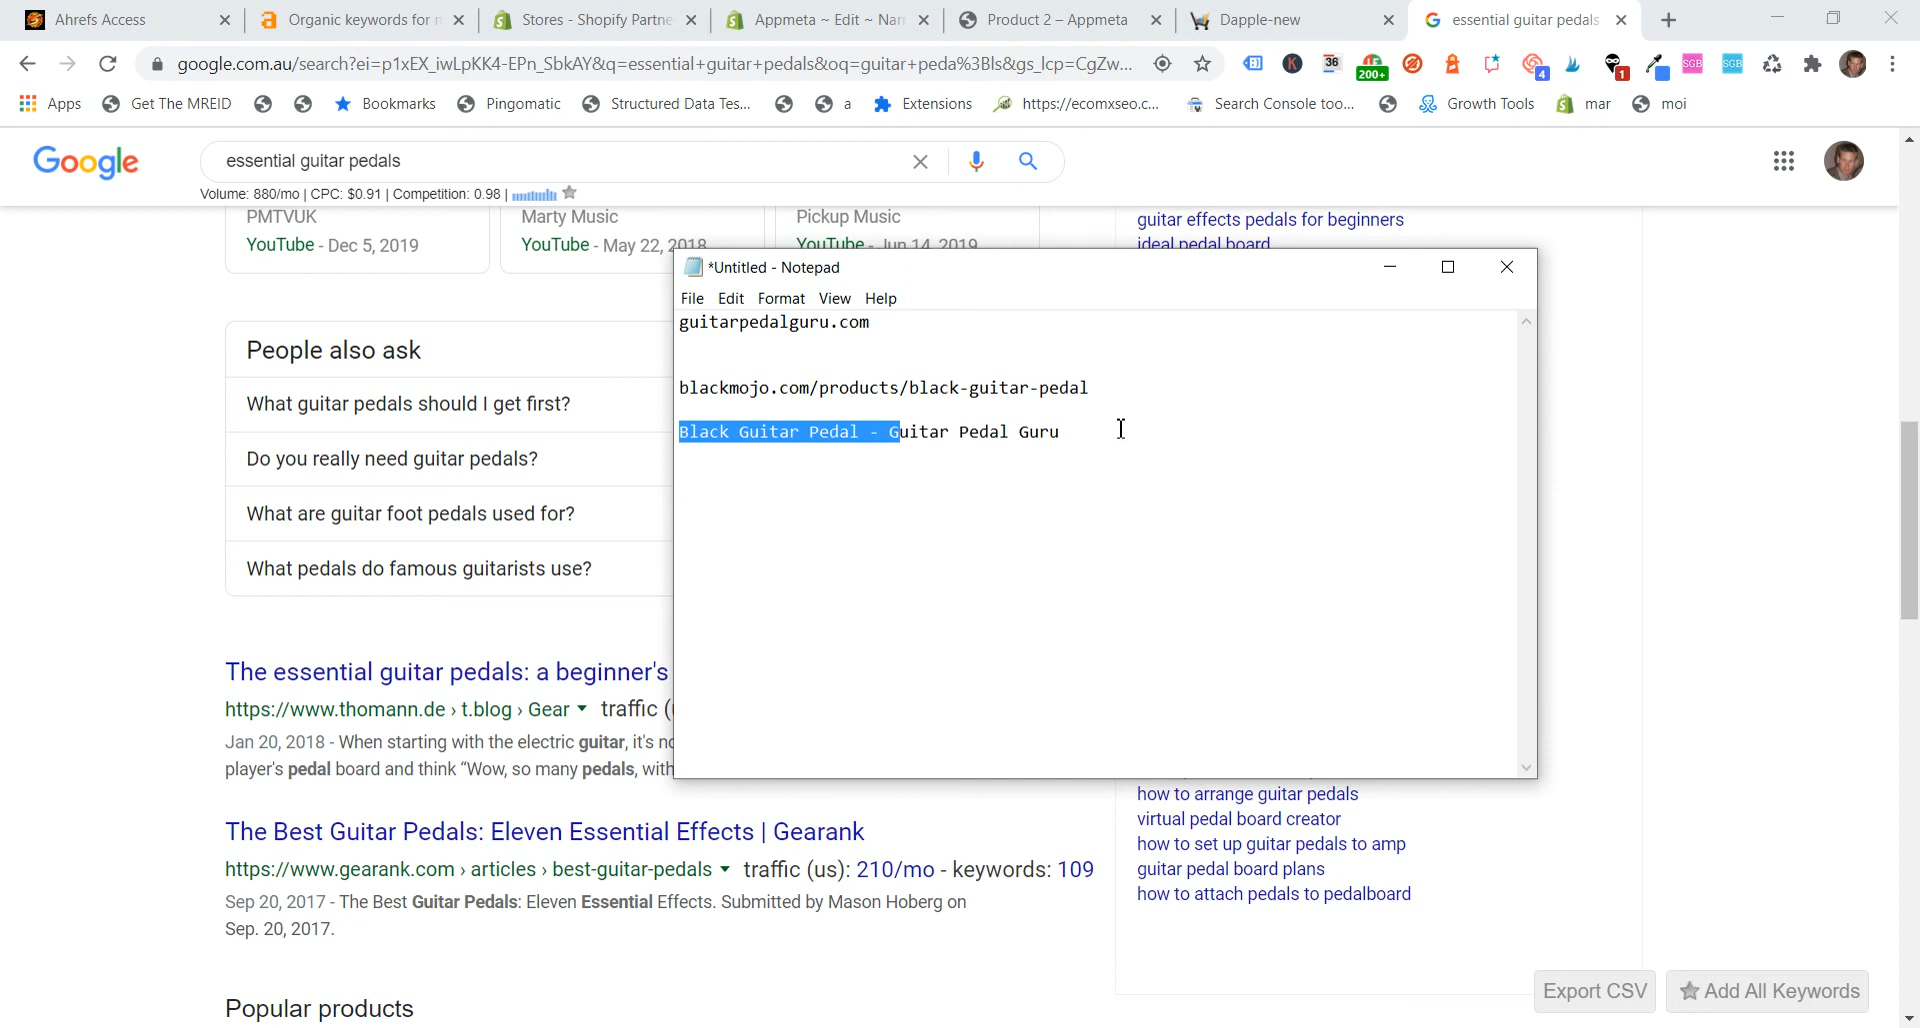 Ahrefs Access
Organic keywords for
Stores - Shopify Partne
Appmeta ~ Edit ~ Nar
Product 2 – Appmeta
Dapple-new
essential guitar pedals
google.com.au/search?ei=p1xEX_iwLpKK4-EPn_SbkAY&q=essential+guitar+pedals&oq=guitar+peda%3Bls&gs_lcp=CgZw...
36
200+
4
1
SGB
SGB
Apps
Get The MREID
Bookmarks
Pingomatic
Structured Data Tes...
a
Extensions
https://ecomxseo.c...
Search Console too...
Growth Tools
mar
moi
Google
essential guitar pedals
Volume: 880/mo | CPC: $0.91 | Competition: 0.98 |
PMTVUK
YouTube - Dec 5, 2019
Marty Music
YouTube - May 22, 2018
Pickup Music
YouTube - Jun 14, 2019
guitar effects pedals for beginners
ideal pedal board
*Untitled - Notepad
File Edit Format View Help
guitarpedalguru.com
blackmojo.com/products/black-guitar-pedal
Black Guitar Pedal - Guitar Pedal Guru
People also ask
What guitar pedals should I get first?
Do you really need guitar pedals?
What are guitar foot pedals used for?
What pedals do famous guitarists use?
The essential guitar pedals: a beginner's
https://www.thomann.de › t.blog › Gear traffic (
Jan 20, 2018 - When starting with the electric guitar, it's
player's pedal board and think “Wow, so many pedals, with
The Best Guitar Pedals: Eleven Essential Effects | Gearank
https://www.gearank.com › articles › best-guitar-pedals traffic (us): 210/mo - keywords: 109
Sep 20, 2017 - The Best Guitar Pedals: Eleven Essential Effects. Submitted by Mason Hoberg on
Sep. 20, 2017.
Popular products
how to arrange guitar pedals
virtual pedal board creator
how to set up guitar pedals to amp
guitar pedal board plans
how to attach pedals to pedalboard
Export CSV
Add All Keywords